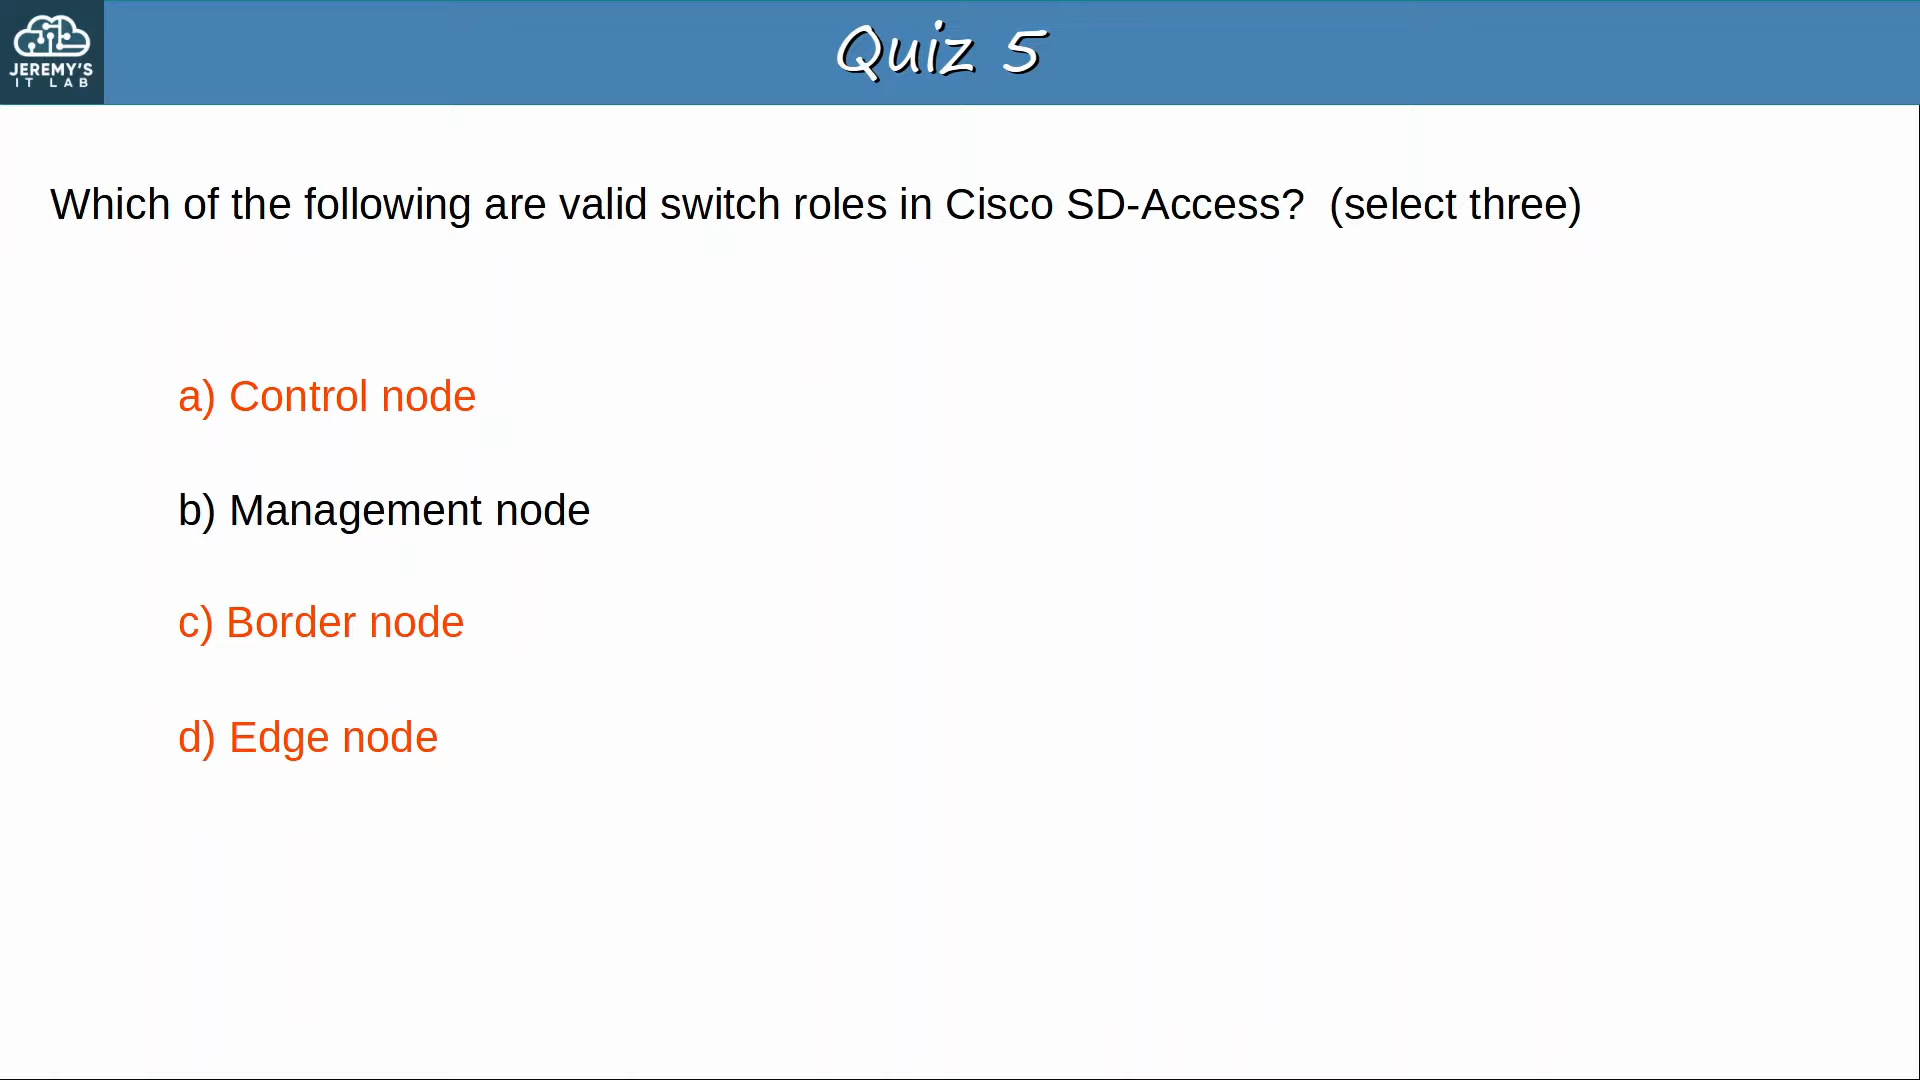 JEREMY'S
IT LAB
Quiz 5
Which of the following are valid switch roles in Cisco SD-Access?  (select three)
a) Control node
b) Management node
c) Border node
d) Edge node